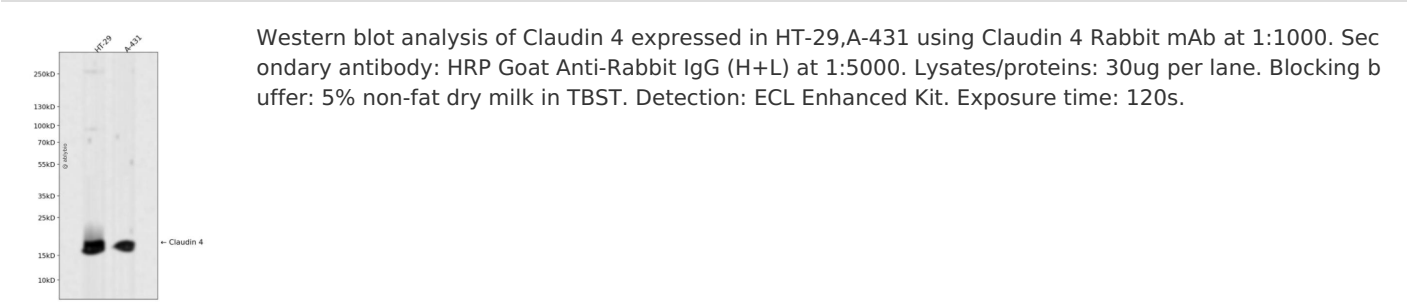 HT-29
A-431
Western blot analysis of Claudin 4 expressed in HT-29,A-431 using Claudin 4 Rabbit mAb at 1:1000. Sec
ondary antibody: HRP Goat Anti-Rabbit IgG (H+L) at 1:5000. Lysates/proteins: 30ug per lane. Blocking b
uffer: 5% non-fat dry milk in TBST. Detection: ECL Enhanced Kit. Exposure time: 120s.
250kD
130kD
100kD
70kD
55kD
35kD
25kD
← Claudin 4
15kD
10kD